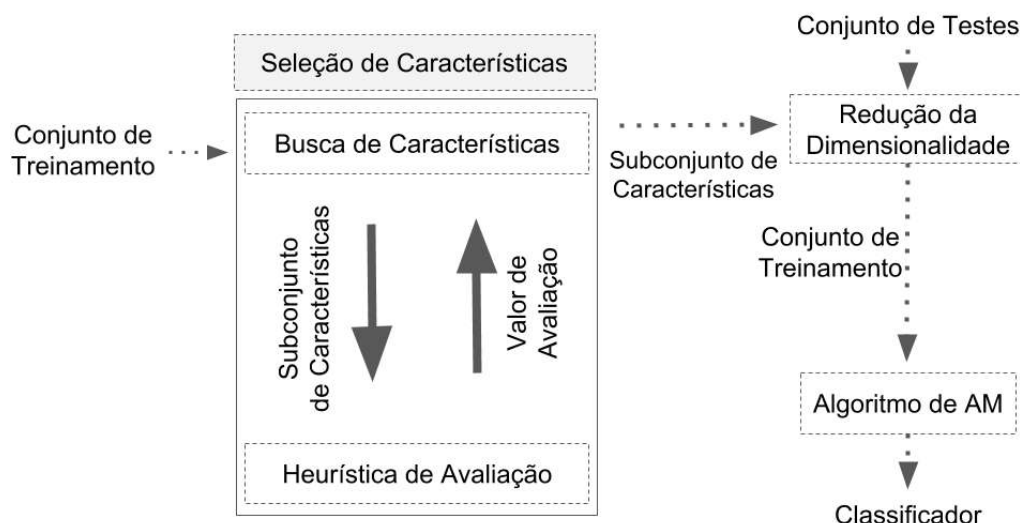 Conjunto de Testes
Seleção de Características
Conjunto de
Treinamento
Busca de Características
Subconjunto de
Características
Redução da
Dimensionalidade
Subconjunto
de Características
Valor de
Avaliação
Conjunto de
Treinamento
Heurística de Avaliação
Algoritmo de AM
Classificador